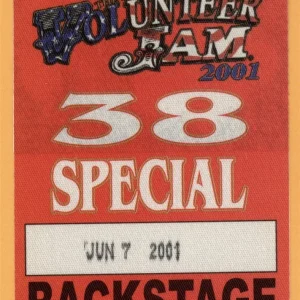 VOLUNTEER
JAM
2001
38
SPECIAL
JUN 7 2001
BACKSTAGE